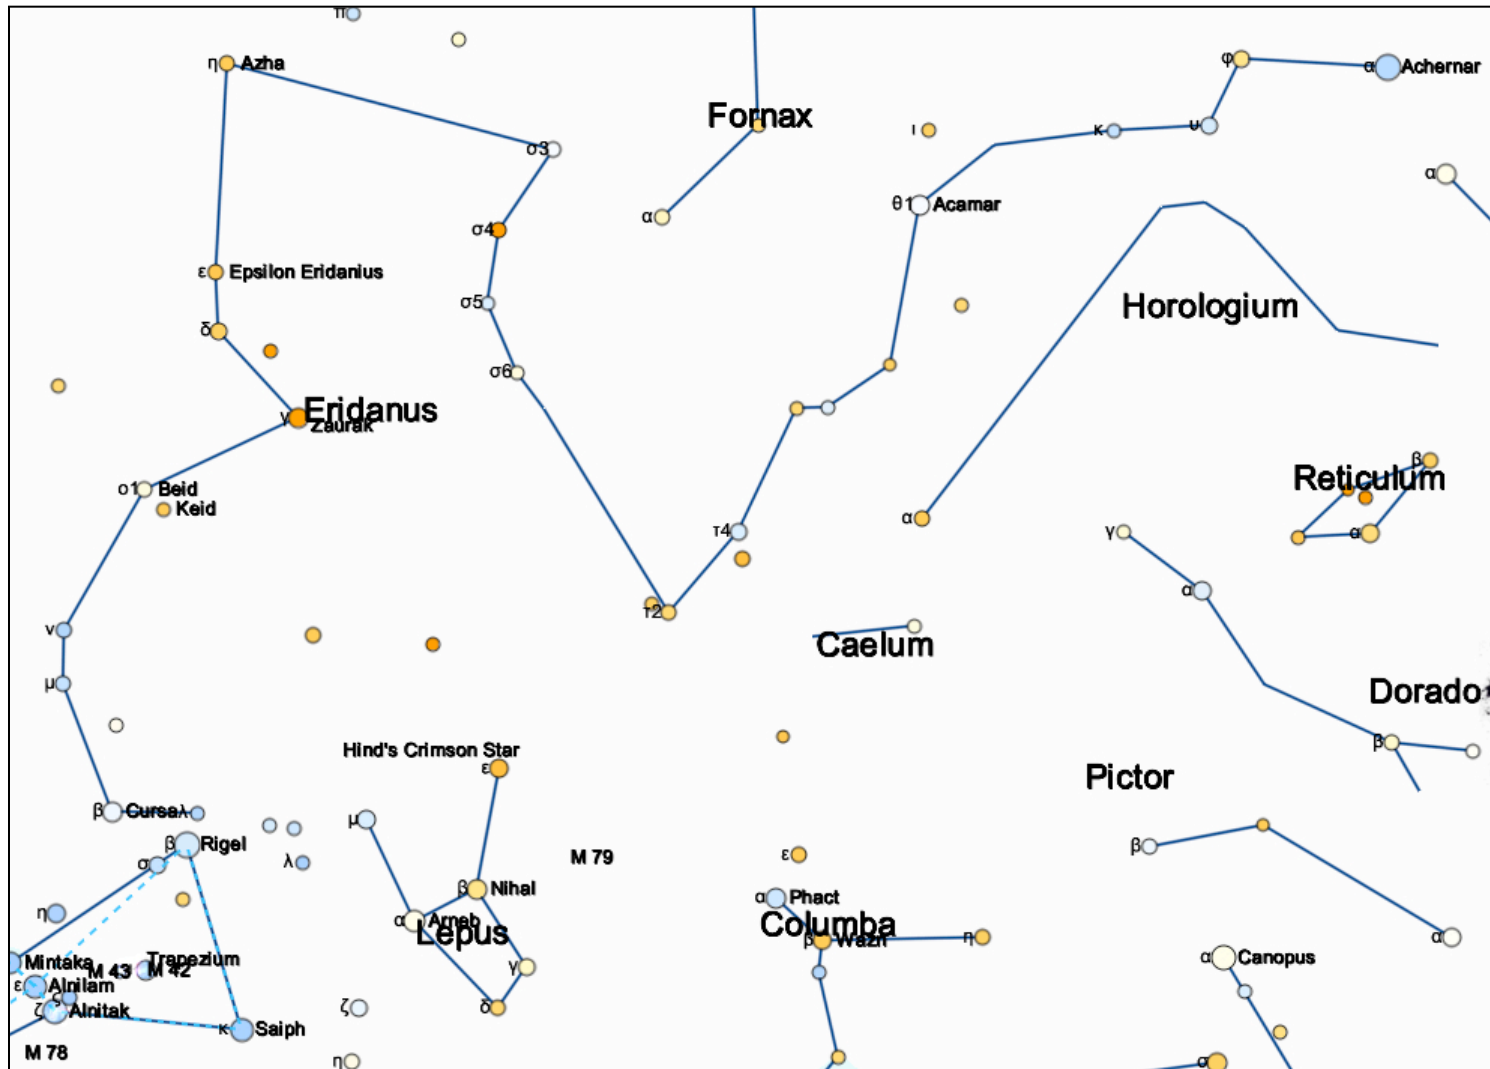 π
η Azha
φ
α Achernar
Fornax
ι
κ
υ
σ3
α
α
θ1 Acamar
σ4
ε Epsilon Eridanius
σ5
Horologium
δ
σ6
Eridanus
γ Zaurak
β
Reticulum
ο1 Beid
Keid
α
τ4
γ
α
α
τ2
ν
Caelum
μ
Dorado
β
Hind's Crimson Star
ε
Pictor
β Cursa λ
μ
β Rigel
β
σ
λ
M 79
ε
β Nihal
α Phact
η
α Arneb
Lepus
Columba
β Wazn
η
α
Mintaka
Trapezium
M 43
M 42
γ
α Canopus
ε Alnilam
ς
ζ Alnitak
ζ
δ
κ Saiph
M 78
η
σ